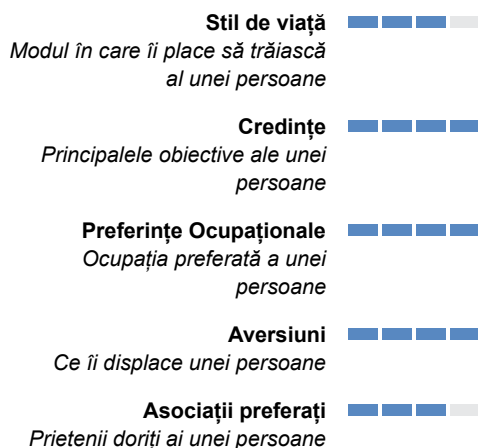 Stil de viață
Modul în care îi place să trăiască
al unei persoane
Credințe
Principalele obiective ale unei
persoane
Preferințe Ocupaționale
Ocupația preferată a unei
persoane
Aversiuni
Ce îi displace unei persoane
Asociații preferați
Prietenii doriți ai unei persoane